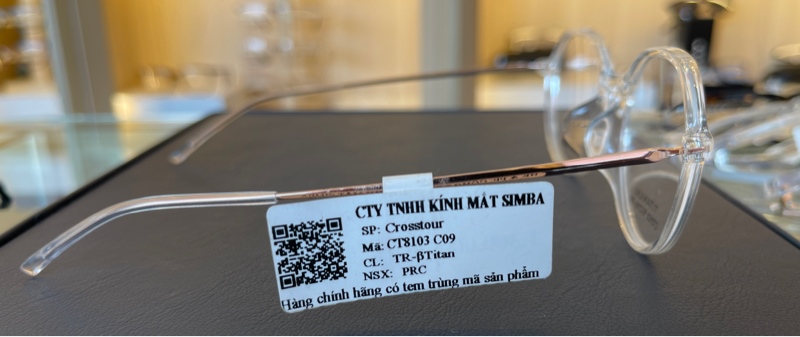 CTY TNHH KÍNH MẮT SIMBA
SP: Crosstour
Mã: CT8103 C09
CL: TR-βTitan
NSX: PRC
Hàng chính hãng có tem trùng mã sản phẩm